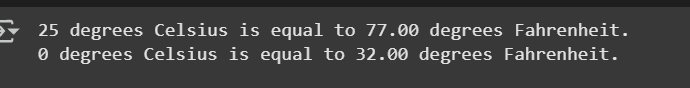 25 degrees Celsius is equal to 77.00 degrees Fahrenheit.
0 degrees Celsius is equal to 32.00 degrees Fahrenheit.